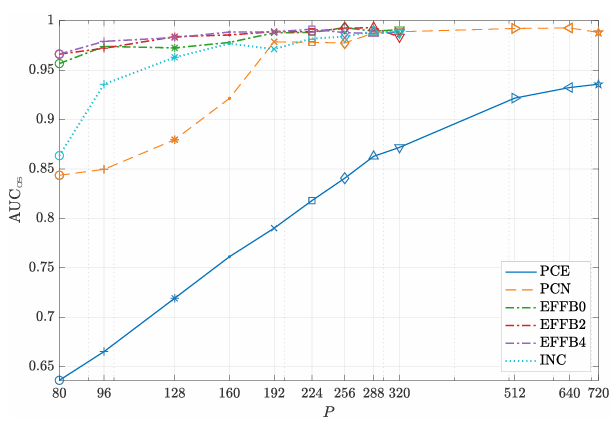 1
0.95
0.9
0.85
0.8
0.75
0.7
0.65
AUC_CES
PCE
PCN
EFFB0
EFFB2
EFFB4
INC
80 96 128 160 192 224 256 288 320 512 640 720
P